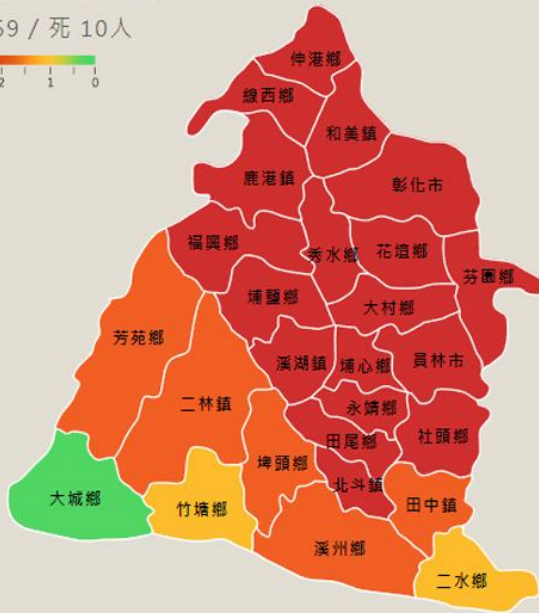 59 / 死 10人
2 1 0
伸港鄉
線西鄉
和美鎮
鹿港鎮
彰化市
福興鄉
秀水鄉
花壇鄉
芬園鄉
埔鹽鄉
大村鄉
芳苑鄉
溪湖鎮
埔心鄉
員林市
二林鎮
永靖鄉
田尾鄉
社頭鄉
埤頭鄉
北斗鎮
大城鄉
竹塘鄉
田中鎮
溪州鄉
二水鄉